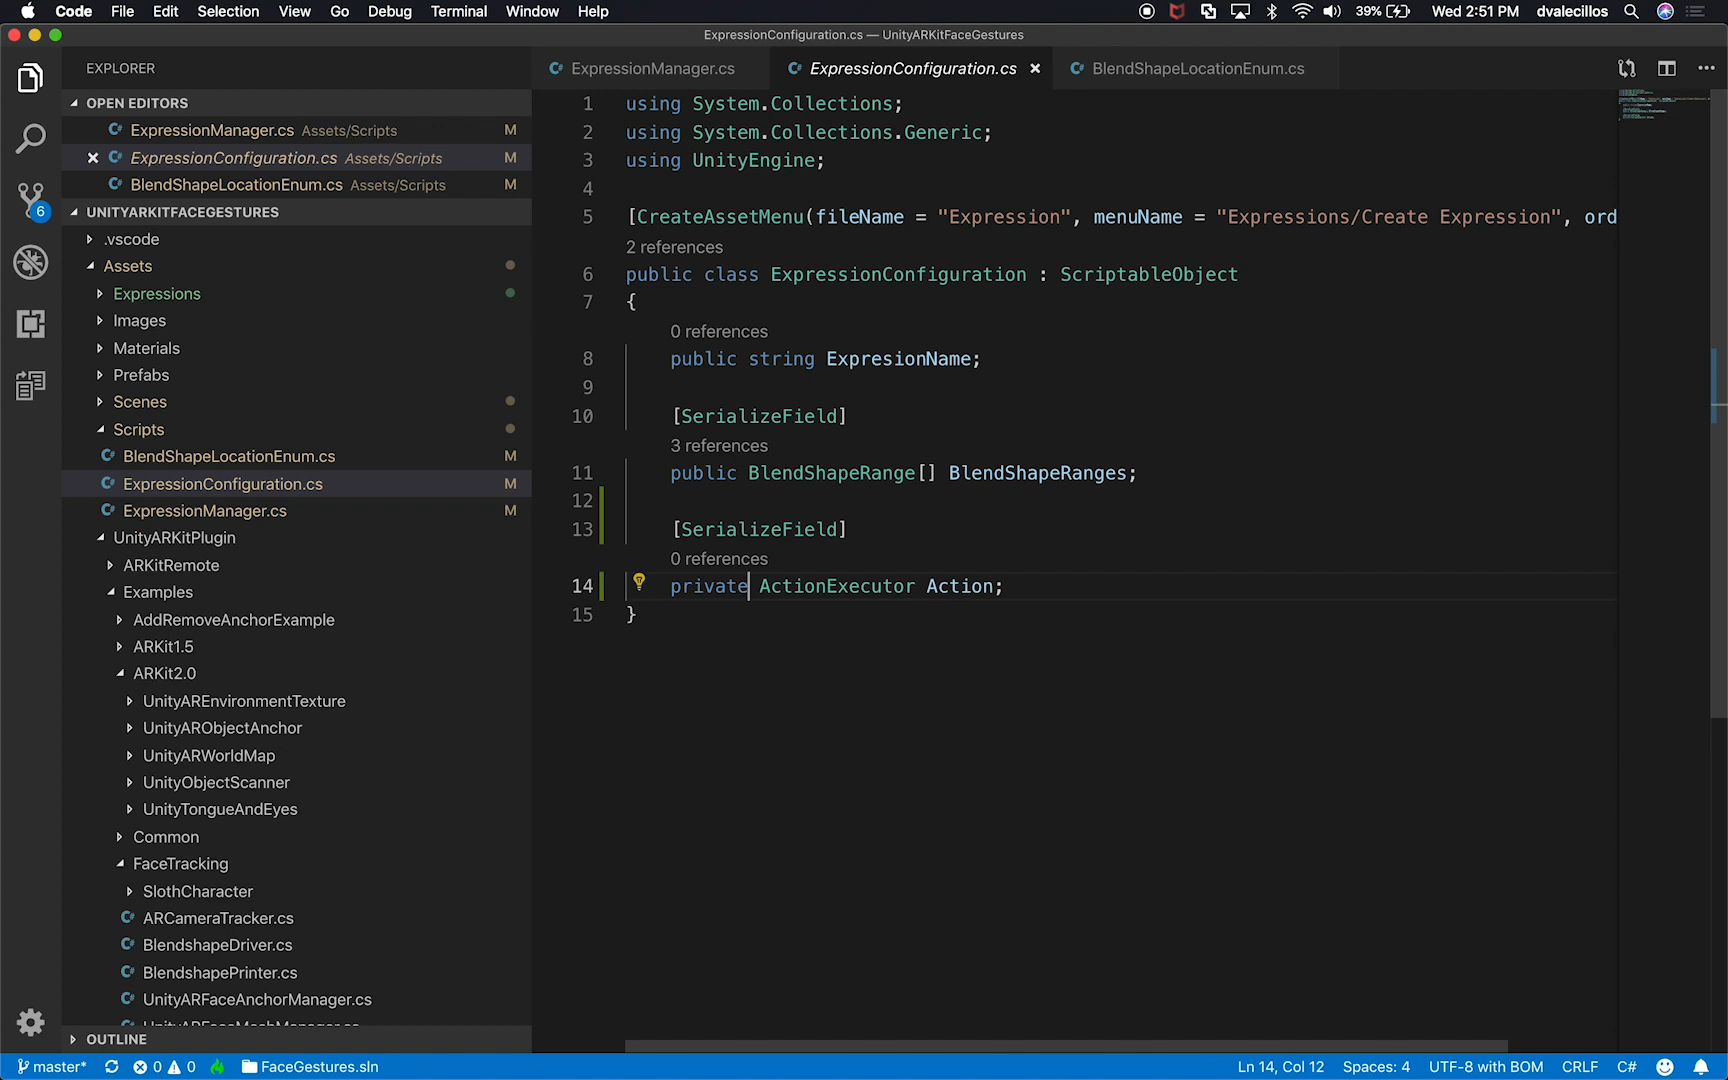 Code File Edit Selection View Go Debug Terminal Window Help 39% Wed 2:51 PM dvalecillos
ExpressionConfiguration.cs — UnityARKitFaceGestures
EXPLORER
OPEN EDITORS
ExpressionManager.cs Assets/Scripts M
ExpressionConfiguration.cs Assets/Scripts M
BlendShapeLocationEnum.cs Assets/Scripts M
6
UNITYARKITFACEGESTURES
.vscode
Assets
Expressions
Images
Materials
Prefabs
Scenes
Scripts
BlendShapeLocationEnum.cs M
ExpressionConfiguration.cs M
ExpressionManager.cs M
UnityARKitPlugin
ARKitRemote
Examples
AddRemoveAnchorExample
ARKit1.5
ARKit2.0
UnityAREnvironmentTexture
UnityARObjectAnchor
UnityARWorldMap
UnityObjectScanner
UnityTongueAndEyes
Common
FaceTracking
SlothCharacter
ARCameraTracker.cs
BlendshapeDriver.cs
BlendshapePrinter.cs
UnityARFaceAnchorManager.cs
OUTLINE
ExpressionManager.cs ExpressionConfiguration.cs BlendShapeLocationEnum.cs
1 using System.Collections;
2 using System.Collections.Generic;
3 using UnityEngine;
4
5 [CreateAssetMenu(fileName = "Expression", menuName = "Expressions/Create Expression", ord
2 references
6 public class ExpressionConfiguration : ScriptableObject
7 {
0 references
8 public string ExpresionName;
9
10 [SerializeField]
3 references
11 public BlendShapeRange[] BlendShapeRanges;
12
13 [SerializeField]
0 references
14 private ActionExecutor Action;
15 }
master* 0 0 FaceGestures.sln Ln 14, Col 12 Spaces: 4 UTF-8 with BOM CRLF C#